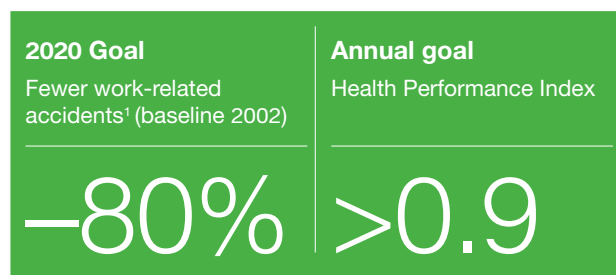 2020 Goal
Fewer work-related
accidents¹ (baseline 2002)
–80%
Annual goal
Health Performance Index
>0.9